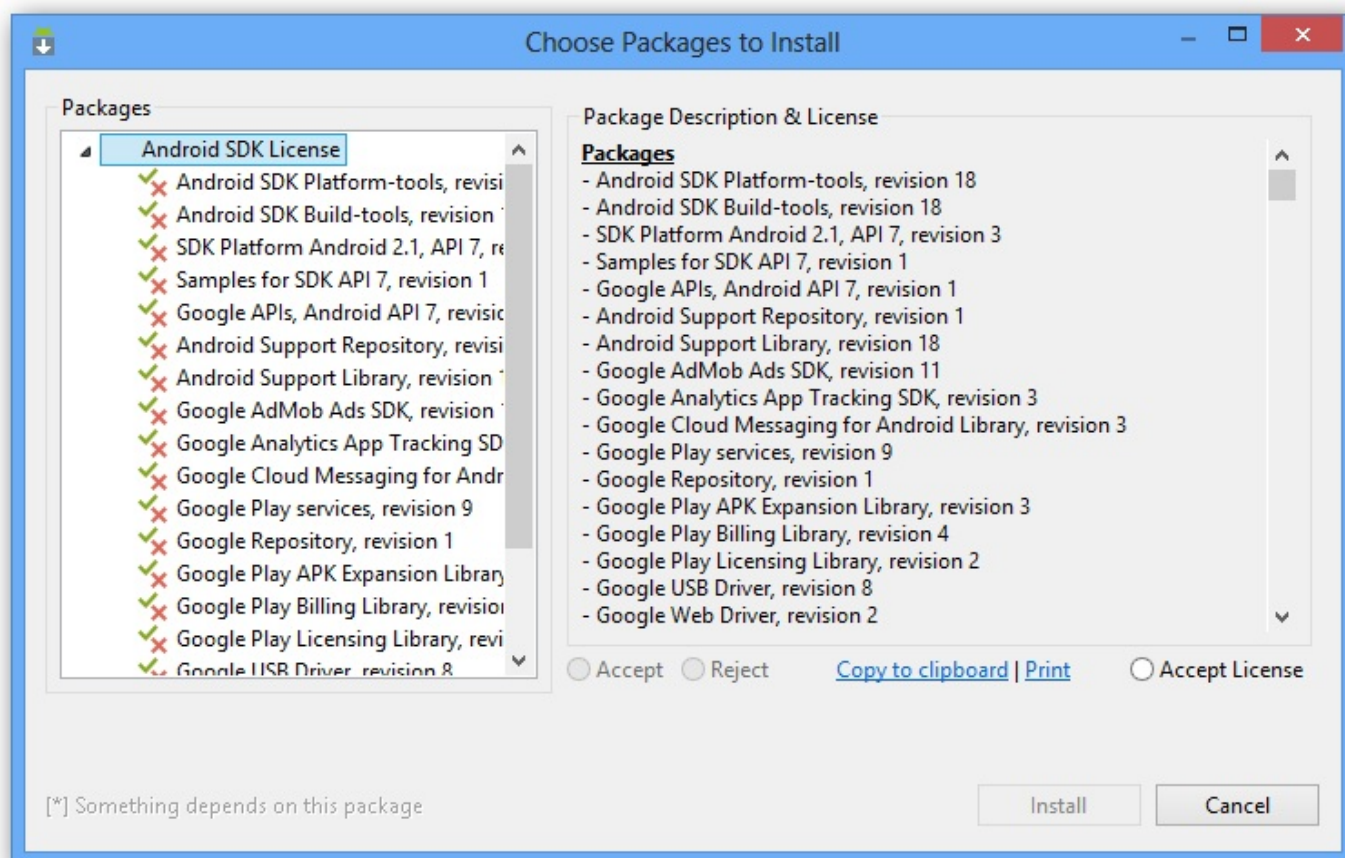 Choose Packages to Install
Packages
Android SDK License
Android SDK Platform-tools, revisi
Android SDK Build-tools, revision
SDK Platform Android 2.1, API 7, re
Samples for SDK API 7, revision 1
Google APIs, Android API 7, revisio
Android Support Repository, revisi
Android Support Library, revision 1
Google AdMob Ads SDK, revision
Google Analytics App Tracking SD
Google Cloud Messaging for Andr
Google Play services, revision 9
Google Repository, revision 1
Google Play APK Expansion Library
Google Play Billing Library, revision
Google Play Licensing Library, revi
Google USB Driver, revision 8
Package Description & License
Packages
- Android SDK Platform-tools, revision 18
- Android SDK Build-tools, revision 18
- SDK Platform Android 2.1, API 7, revision 3
- Samples for SDK API 7, revision 1
- Google APIs, Android API 7, revision 1
- Android Support Repository, revision 1
- Android Support Library, revision 18
- Google AdMob Ads SDK, revision 11
- Google Analytics App Tracking SDK, revision 3
- Google Cloud Messaging for Android Library, revision 3
- Google Play services, revision 9
- Google Repository, revision 1
- Google Play APK Expansion Library, revision 3
- Google Play Billing Library, revision 4
- Google Play Licensing Library, revision 2
- Google USB Driver, revision 8
- Google Web Driver, revision 2
Accept Reject Copy to clipboard | Print Accept License
[*] Something depends on this package
Install Cancel